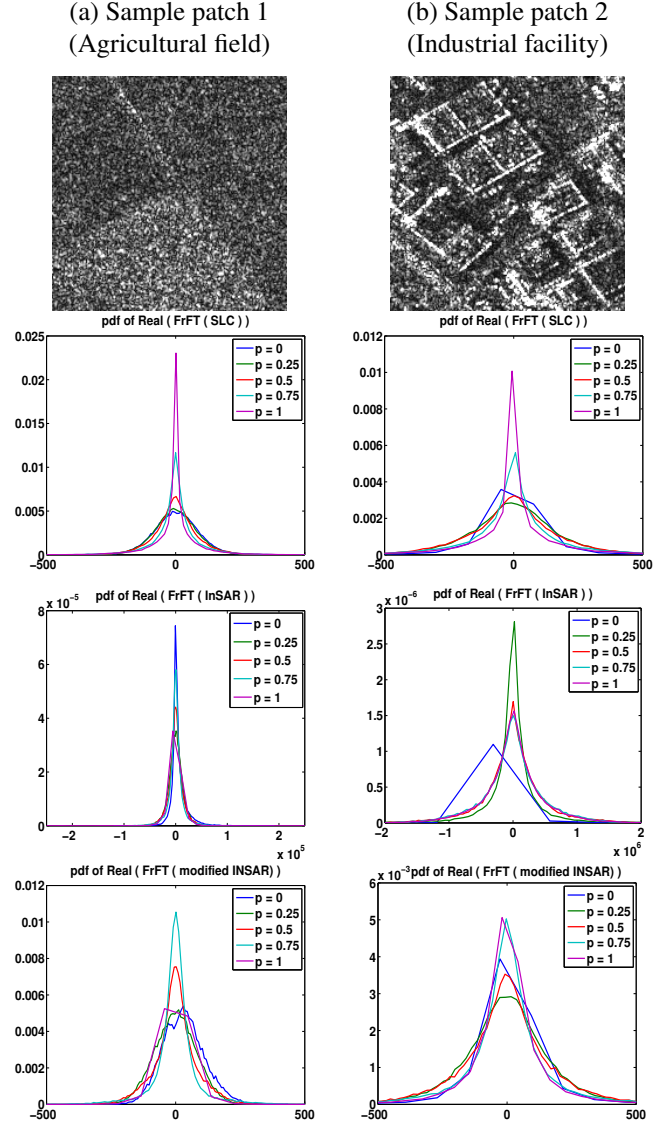 (a) Sample patch 1
(Agricultural field)
(b) Sample patch 2
(Industrial facility)
pdf of Real ( FrFT ( SLC ) )
0.025
0.02
0.015
0.01
0.005
0
−500
0
500
p = 0
p = 0.25
p = 0.5
p = 0.75
p = 1
pdf of Real ( FrFT ( SLC ) )
0.012
0.01
0.008
0.006
0.004
0.002
0
−500
0
500
p = 0
p = 0.25
p = 0.5
p = 0.75
p = 1
pdf of Real ( FrFT ( InSAR ) )
x 10⁻⁵
8
6
4
2
0
−2
−1
0
1
2
x 10⁵
p = 0
p = 0.25
p = 0.5
p = 0.75
p = 1
pdf of Real ( FrFT ( InSAR ) )
x 10⁻⁶
3
2.5
2
1.5
1
0.5
0
−2
−1
0
1
2
x 10⁶
p = 0
p = 0.25
p = 0.5
p = 0.75
p = 1
pdf of Real ( FrFT ( modified INSAR) )
0.012
0.01
0.008
0.006
0.004
0.002
0
−500
0
500
p = 0
p = 0.25
p = 0.5
p = 0.75
p = 1
x 10⁻³ pdf of Real ( FrFT ( modified INSAR) )
6
5
4
3
2
1
0
−500
0
500
p = 0
p = 0.25
p = 0.5
p = 0.75
p = 1